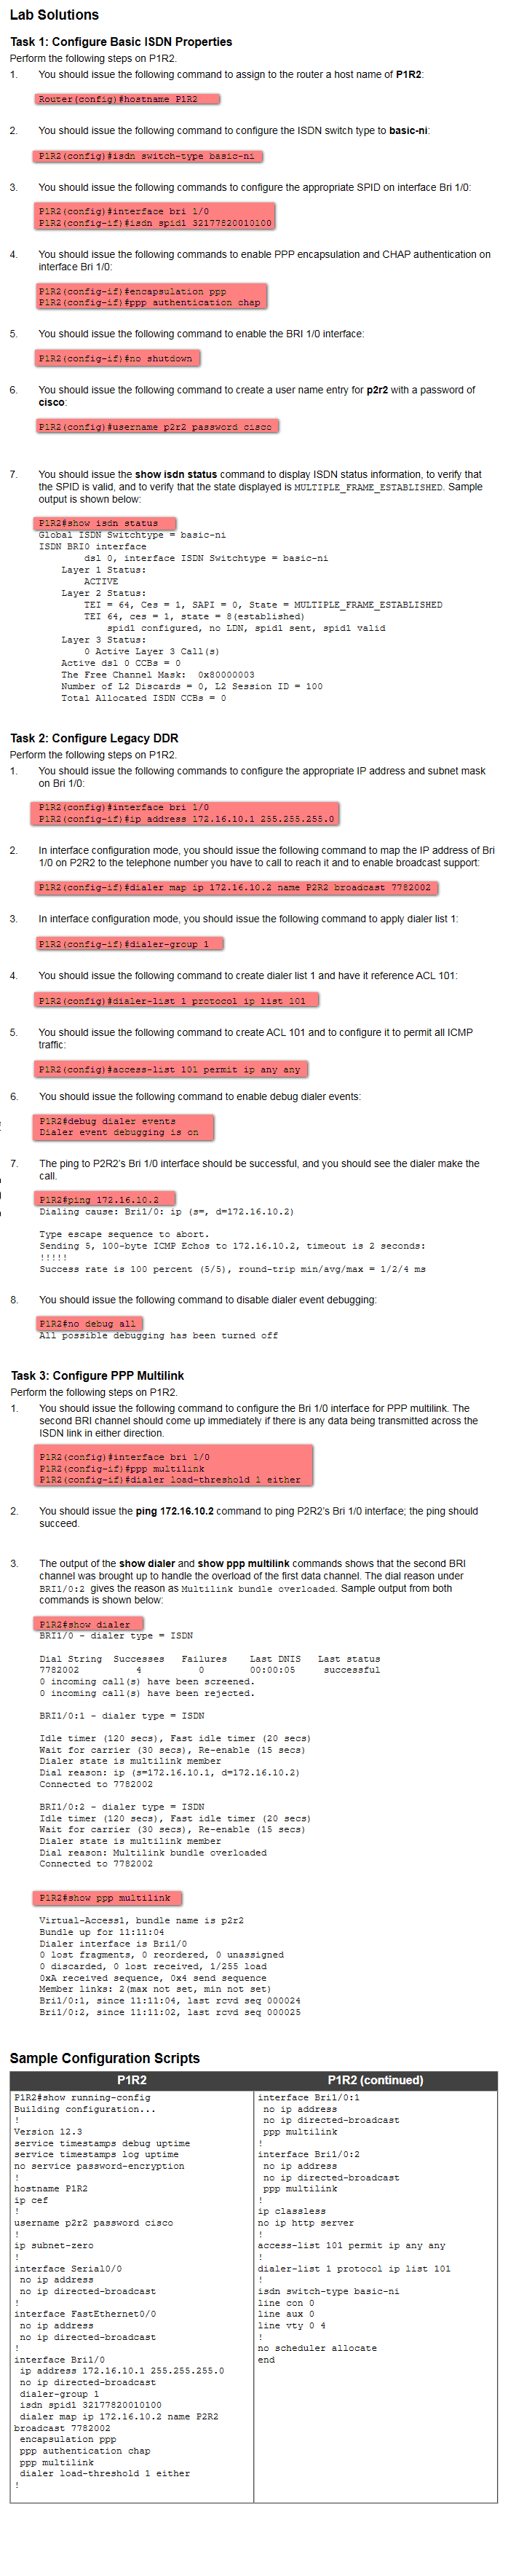 Lab Solutions
Task 1: Configure Basic ISDN Properties
Perform the following steps on P1R2.
1. You should issue the following command to assign to the router a host name of P1R2:
Router(config)#hostname P1R2
2. You should issue the following command to configure the ISDN switch type to basic-ni:
P1R2(config)#isdn switch-type basic-ni
3. You should issue the following commands to configure the appropriate SPID on interface Bri 1/0:
P1R2(config)#interface bri 1/0
P1R2(config-if)#isdn spid1 32177820010100
4. You should issue the following commands to enable PPP encapsulation and CHAP authentication on
interface Bri 1/0:
P1R2(config-if)#encapsulation ppp
P1R2(config-if)#ppp authentication chap
5. You should issue the following command to enable the BRI 1/0 interface:
P1R2(config-if)#no shutdown
6. You should issue the following command to create a user name entry for p2r2 with a password of
cisco:
P1R2(config)#username p2r2 password cisco
7. You should issue the show isdn status command to display ISDN status information, to verify that
the SPID is valid, and to verify that the state displayed is MULTIPLE_FRAME_ESTABLISHED. Sample
output is shown below:
P1R2#show isdn status
Global ISDN Switchtype = basic-ni
ISDN BRI0 interface
dsl 0, interface ISDN Switchtype = basic-ni
Layer 1 Status:
ACTIVE
Layer 2 Status:
TEI = 64, Ces = 1, SAPI = 0, State = MULTIPLE_FRAME_ESTABLISHED
TEI 64, ces = 1, state = 8(established)
spid1 configured, no LDN, spid1 sent, spid1 valid
Layer 3 Status:
0 Active Layer 3 Call(s)
Active dsl 0 CCBs = 0
The Free Channel Mask: 0x80000003
Number of L2 Discards = 0, L2 Session ID = 100
Total Allocated ISDN CCBs = 0
Task 2: Configure Legacy DDR
Perform the following steps on P1R2.
1. You should issue the following commands to configure the appropriate IP address and subnet mask
on Bri 1/0:
P1R2(config)#interface bri 1/0
P1R2(config-if)#ip address 172.16.10.1 255.255.255.0
2. In interface configuration mode, you should issue the following command to map the IP address of Bri
1/0 on P2R2 to the telephone number you have to call to reach it and to enable broadcast support:
P1R2(config-if)#dialer map ip 172.16.10.2 name P2R2 broadcast 7782002
3. In interface configuration mode, you should issue the following command to apply dialer list 1:
P1R2(config-if)#dialer-group 1
4. You should issue the following command to create dialer list 1 and have it reference ACL 101:
P1R2(config)#dialer-list 1 protocol ip list 101
5. You should issue the following command to create ACL 101 and to configure it to permit all ICMP
traffic:
P1R2(config)#access-list 101 permit ip any any
6. You should issue the following command to enable debug dialer events:
P1R2#debug dialer events
Dialer event debugging is on
7. The ping to P2R2's Bri 1/0 interface should be successful, and you should see the dialer make the
call.
P1R2#ping 172.16.10.2
Dialing cause: Bri1/0: ip (s=, d=172.16.10.2)
Type escape sequence to abort.
Sending 5, 100-byte ICMP Echos to 172.16.10.2, timeout is 2 seconds:
!!!!!
Success rate is 100 percent (5/5), round-trip min/avg/max = 1/2/4 ms
8. You should issue the following command to disable dialer event debugging:
P1R2#no debug all
All possible debugging has been turned off
Task 3: Configure PPP Multilink
Perform the following steps on P1R2.
1. You should issue the following command to configure the Bri 1/0 interface for PPP multilink. The
second BRI channel should come up immediately if there is any data being transmitted across the
ISDN link in either direction.
P1R2(config)#interface bri 1/0
P1R2(config-if)#ppp multilink
P1R2(config-if)#dialer load-threshold 1 either
2. You should issue the ping 172.16.10.2 command to ping P2R2's Bri 1/0 interface; the ping should
succeed.
3. The output of the show dialer and show ppp multilink commands shows that the second BRI
channel was brought up to handle the overload of the first data channel. The dial reason under
BRI1/0:2 gives the reason as Multilink bundle overloaded. Sample output from both
commands is shown below:
P1R2#show dialer
BRI1/0 - dialer type = ISDN
Dial String Successes Failures Last DNIS Last status
7782002 4 0 00:00:05 successful
0 incoming call(s) have been screened.
0 incoming call(s) have been rejected.
BRI1/0:1 - dialer type = ISDN
Idle timer (120 secs), Fast idle timer (20 secs)
Wait for carrier (30 secs), Re-enable (15 secs)
Dialer state is multilink member
Dial reason: ip (s=172.16.10.1, d=172.16.10.2)
Connected to 7782002
BRI1/0:2 - dialer type = ISDN
Idle timer (120 secs), Fast idle timer (20 secs)
Wait for carrier (30 secs), Re-enable (15 secs)
Dialer state is multilink member
Dial reason: Multilink bundle overloaded
Connected to 7782002
P1R2#show ppp multilink
Virtual-Access1, bundle name is p2r2
Bundle up for 11:11:04
Dialer interface is Bri1/0
0 lost fragments, 0 reordered, 0 unassigned
0 discarded, 0 lost received, 1/255 load
0xA received sequence, 0x4 send sequence
Member links: 2(max not set, min not set)
Bri1/0:1, since 11:11:04, last rcvd seq 000024
Bri1/0:2, since 11:11:02, last rcvd seq 000025
Sample Configuration Scripts
P1R2
P1R2#show running-config
Building configuration...
!
Version 12.3
service timestamps debug uptime
service timestamps log uptime
no service password-encryption
!
hostname P1R2
ip cef
!
username p2r2 password cisco
!
ip subnet-zero
!
interface Serial0/0
no ip address
no ip directed-broadcast
!
interface FastEthernet0/0
no ip address
no ip directed-broadcast
!
interface Bri1/0
ip address 172.16.10.1 255.255.255.0
no ip directed-broadcast
dialer-group 1
isdn spid1 32177820010100
dialer map ip 172.16.10.2 name P2R2
broadcast 7782002
encapsulation ppp
ppp authentication chap
ppp multilink
dialer load-threshold 1 either
!
P1R2 (continued)
interface Bri1/0:1
no ip address
no ip directed-broadcast
ppp multilink
!
interface Bri1/0:2
no ip address
no ip directed-broadcast
ppp multilink
!
ip classless
no ip http server
!
access-list 101 permit ip any any
!
dialer-list 1 protocol ip list 101
!
isdn switch-type basic-ni
line con 0
line aux 0
line vty 0 4
!
no scheduler allocate
end